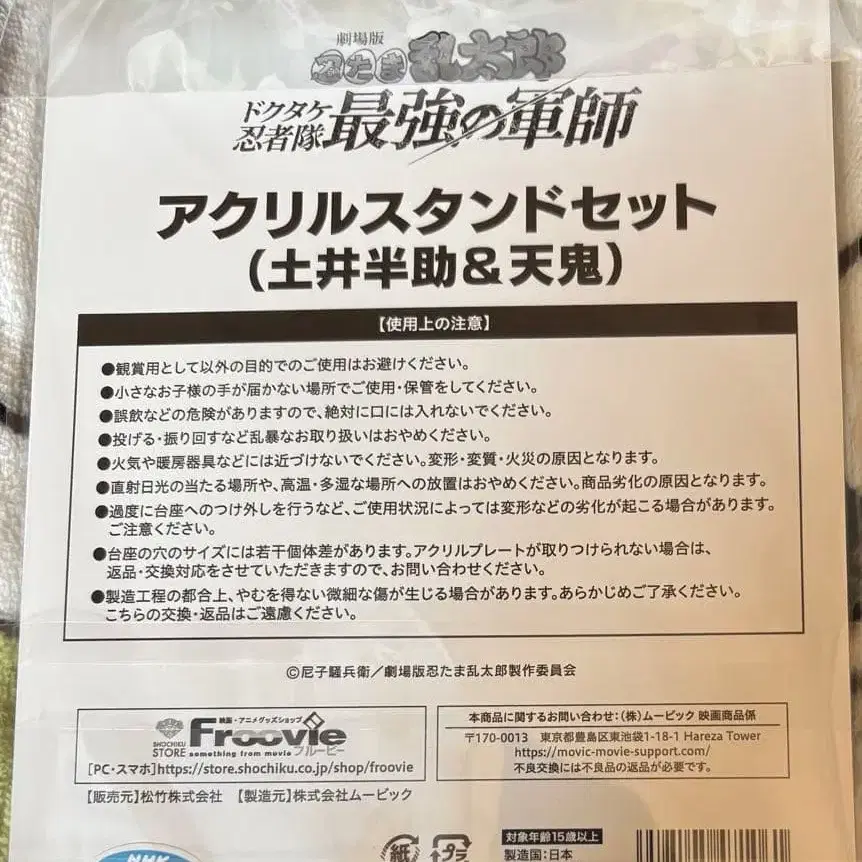 劇場版
忍たま乱太郎
ドクタケ
忍者隊 最強の軍師
アクリルスタンドセット
(土井半助&天鬼)
【使用上の注意】
●観賞用として以外の目的でのご使用はお避けください。
●小さなお子様の手が届かない場所でご使用・保管をしてください。
●誤飲などの危険がありますので、絶対に口には入れないでください。
●投げる・振り回すなど乱暴なお取り扱いはおやめください。
●火気や暖房器具などには近づけないでください。変形・変質・火災の原因となります。
●直射日光の当たる場所や、高温・多湿な場所への放置はおやめください。商品劣化の原因となります。
●過度に台座へのつけ外しを行うなど、ご使用状況によっては変形などの劣化が起こる場合があります。
ご注意ください。
●台座の穴のサイズには若干個体差があります。アクリルプレートが取りつけられない場合は、
返品・交換対応をさせていただきますので、お問い合わせください。
●製造工程の都合上、やむを得ない微細な傷が生じる場合があります。あらかじめご了承ください。
こちらの交換・返品はご遠慮ください。
©尼子騒兵衛／劇場版忍たま乱太郎製作委員会
SHOCHIKU
STORE
映画・アニメグッズショップ
Froovie
something from movie フルービー
[PC・スマホ]https://store.shochiku.co.jp/shop/froovie
【販売元】松竹株式会社 【製造元】株式会社ムービック
本商品に関するお問い合わせ:(株)ムービック 映画商品係
〒170-0013 東京都豊島区東池袋1-18-1 Hareza Tower
https://movic-movie-support.com/
不良交換には不良品の返品が必要です。
NHK
紙
プラ
対象年齢15歳以上
製造国:日本